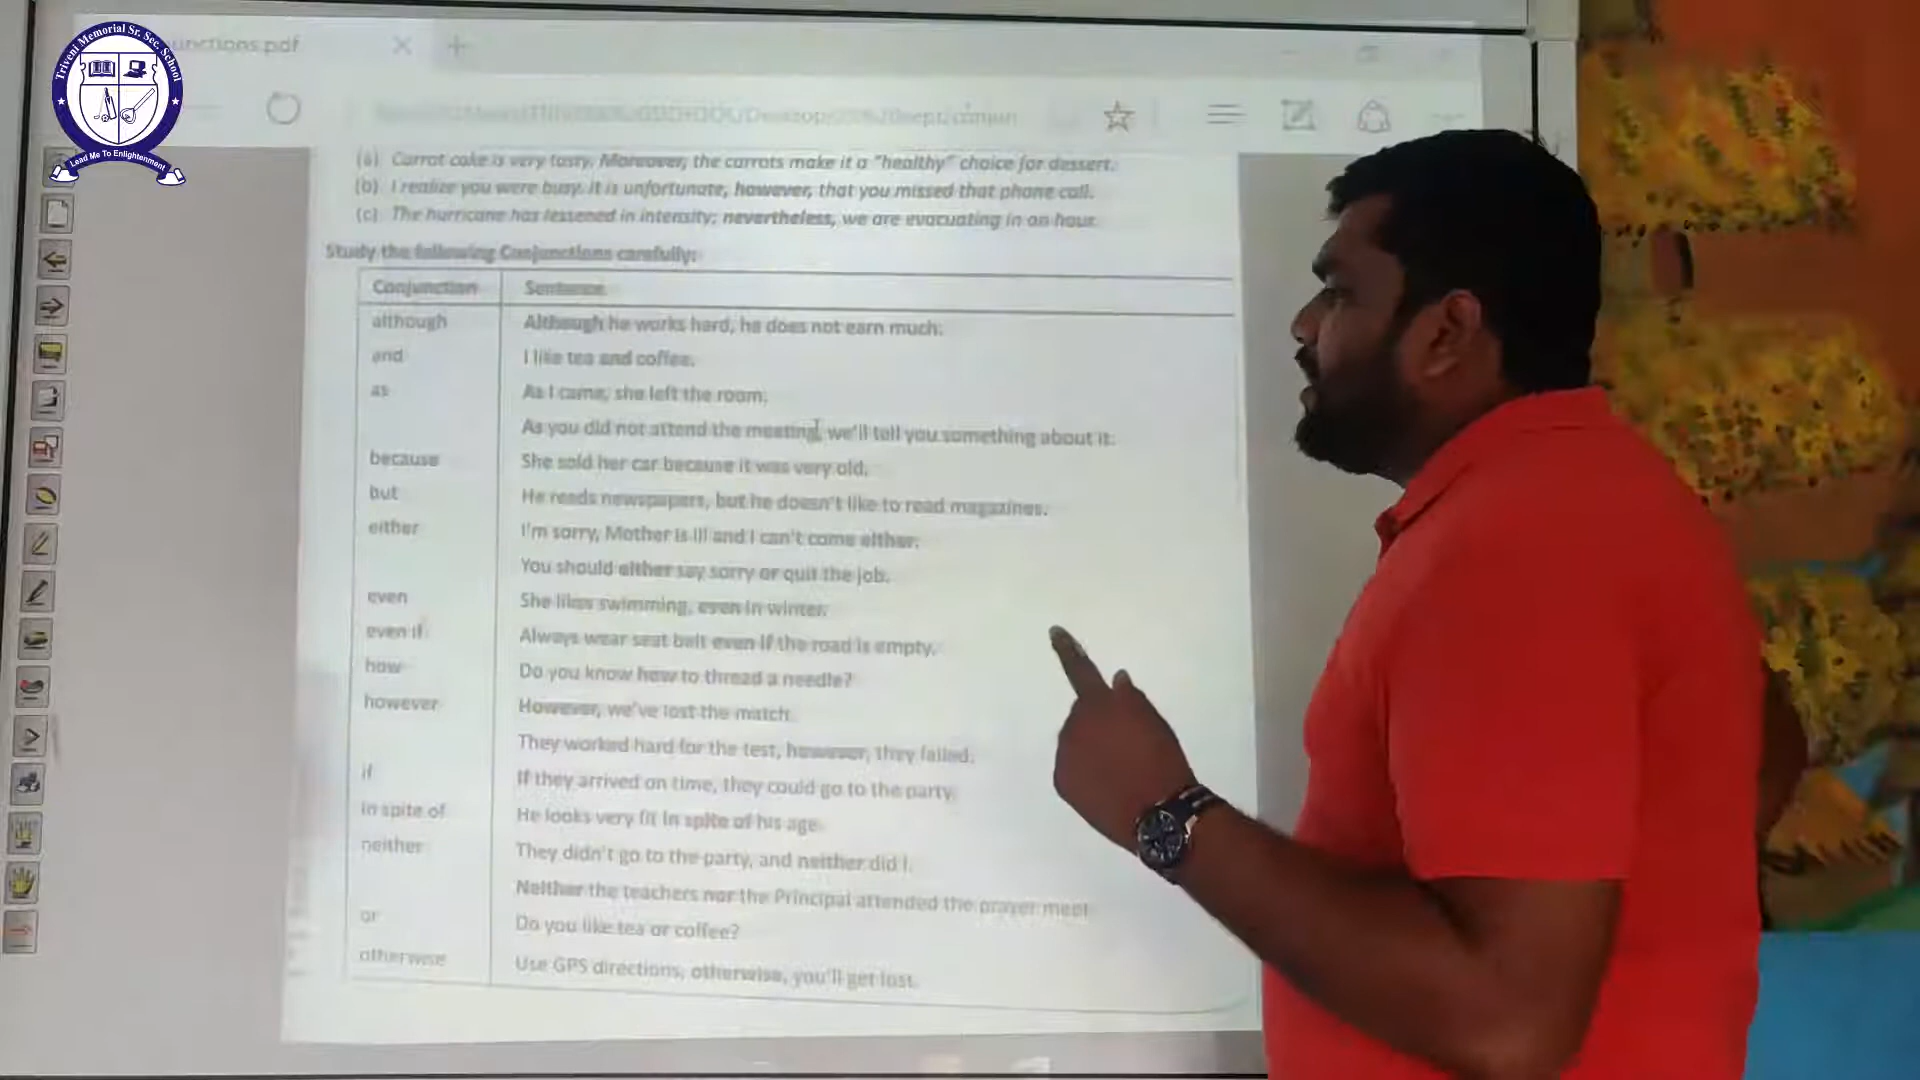 Triveni Memorial Sr. Sec. School
Lead Me To Enlightenment
unctions.pdf
(a) Carrot cake is very tasty. Moreover, the carrots make it a "healthy" choice for dessert.
(b) I realize you were busy. It is unfortunate, however, that you missed that phone call.
(c) The hurricane has lessened in intensity; nevertheless, we are evacuating in an hour.
Study the following Conjunctions carefully:
Conjunction Sentence
although Although he works hard, he does not earn much.
and I like tea and coffee.
as As I came, she left the room.
As you did not attend the meeting, we'll tell you something about it.
because She sold her car because it was very old.
but He reads newspapers, but he doesn't like to read magazines.
either I'm sorry, Mother is ill and I can't come either.
You should either say sorry or quit the job.
even She likes swimming, even in winter.
even if Always wear seat belt even if the road is empty.
how Do you know how to thread a needle?
however However, we've lost the match.
They worked hard for the test, however, they failed.
if If they arrived on time, they could go to the party.
in spite of He looks very fit in spite of his age.
neither They didn't go to the party, and neither did I.
Neither the teachers nor the Principal attended the prayer meet
or Do you like tea or coffee?
otherwise Use GPS directions, otherwise, you'll get lost.